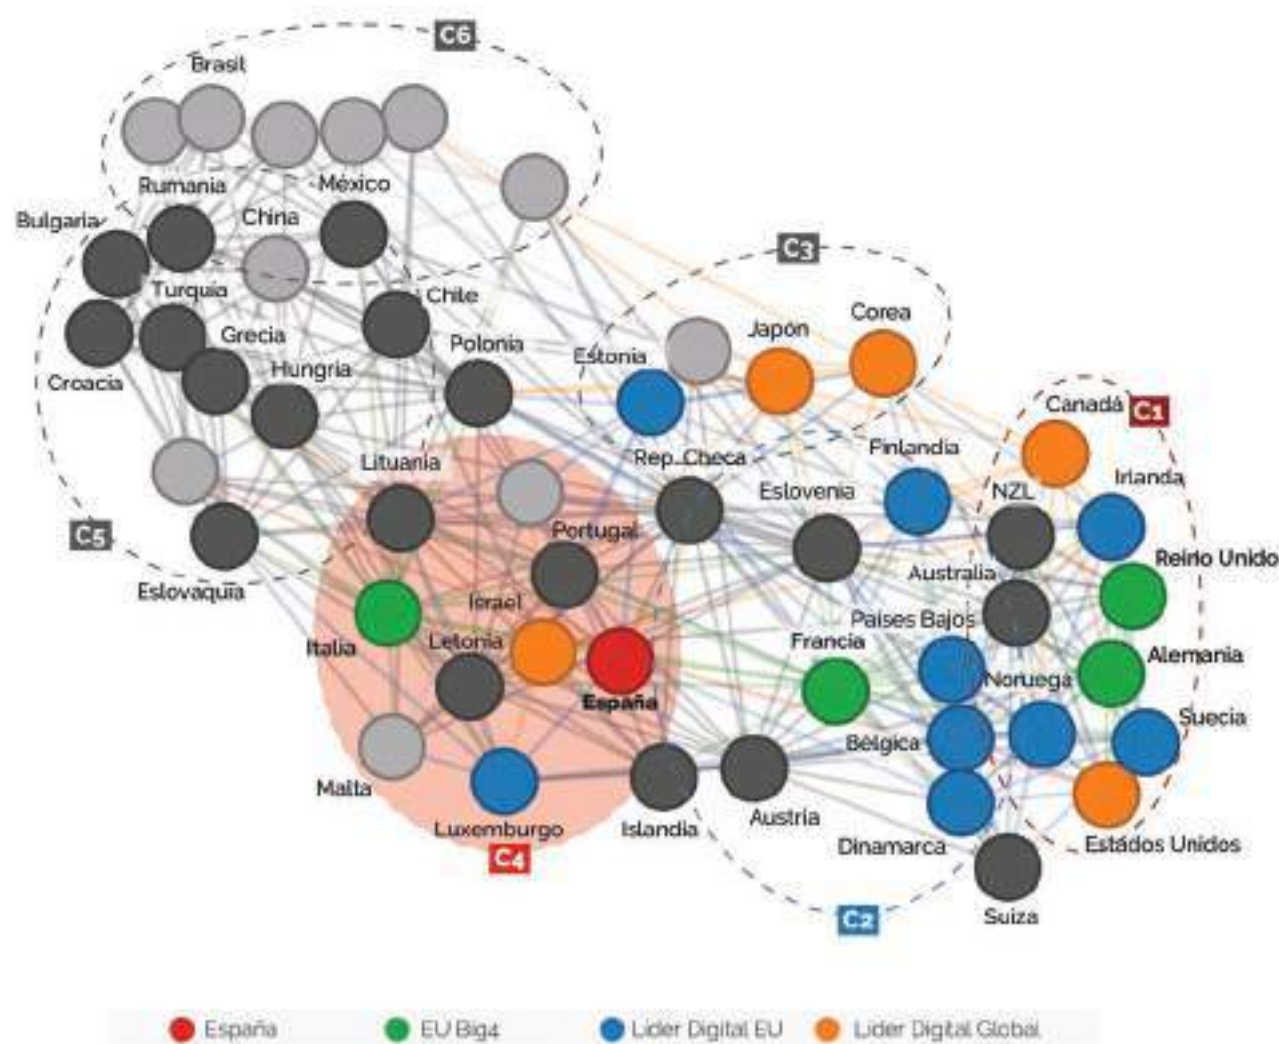 C6
Brasil
Rumania
México
Bulgaria
China
C3
Turquia
Chile
Corea
Japón
Grecia
Polonia
Estonia
Croacia
Hungria
Canadá
C1
Finlandia
Lituania
Rep. Checa
Irlanda
Eslovenia
NZL
C5
Portugal
Reino Unido
Australia
Eslovaquia
Israel
Paises Bajos
Italia
Letonia
Francia
Alemania
Noruega
España
Suecia
Bélgica
Malta
Luxemburgo
Islandia
Austria
Dinamarca
Estados Unidos
C4
Suiza
C2
España
EU Big4
Lider Digital EU
Lider Digital Global